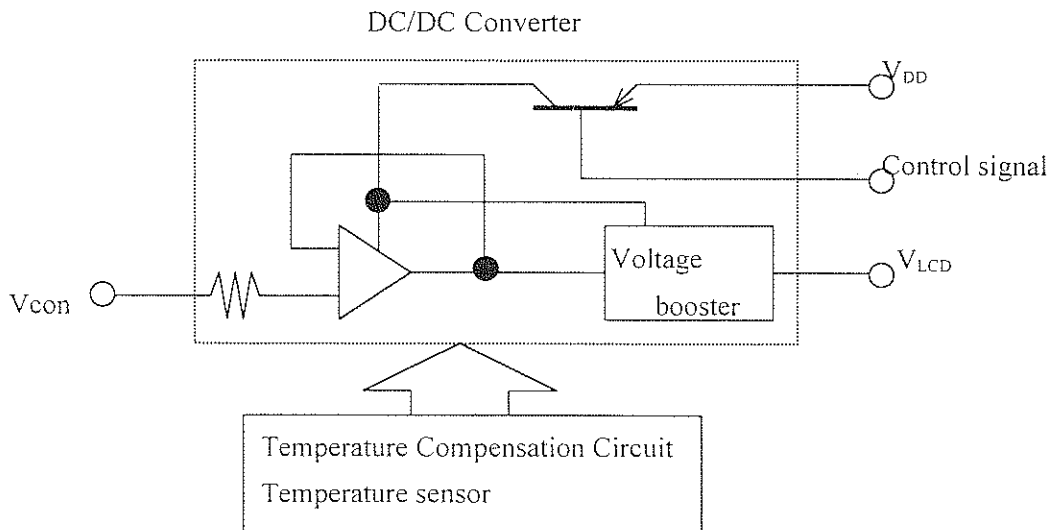 DC/DC Converter
VDD
Control signal
Voltage
booster
VLCD
Vcon
Temperature Compensation Circuit
Temperature sensor